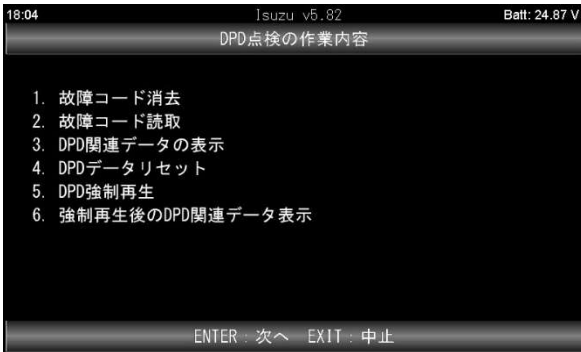 18:04 Isuzu v5.82 Batt: 24.87 V
DPD点検の作業内容
1. 故障コード消去
2. 故障コード読取
3. DPD関連データの表示
4. DPDデータリセット
5. DPD強制再生
6. 強制再生後のDPD関連データ表示
ENTER：次へ EXIT：中止